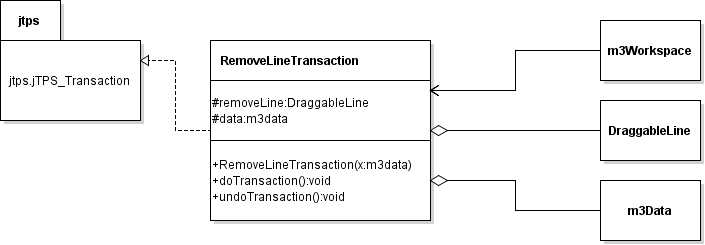 jtps
jtps.jTPS_Transaction
RemoveLineTransaction
#removeLine:DraggableLine
#data:m3data
+RemoveLineTransaction(x:m3data)
+doTransaction():void
+undoTransaction():void
m3Workspace
DraggableLine
m3Data